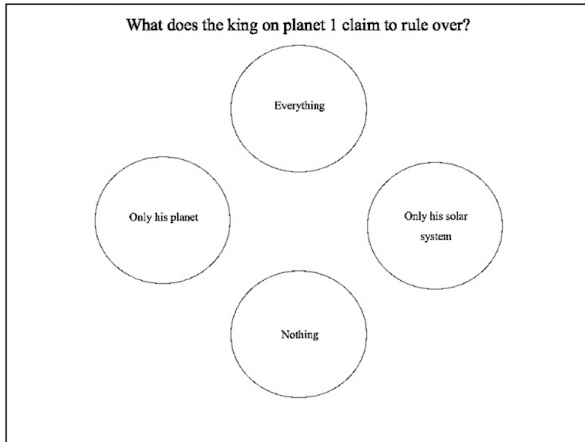 What does the king on planet 1 claim to rule over?
Everything
Only his planet
Only his solar
system
Nothing